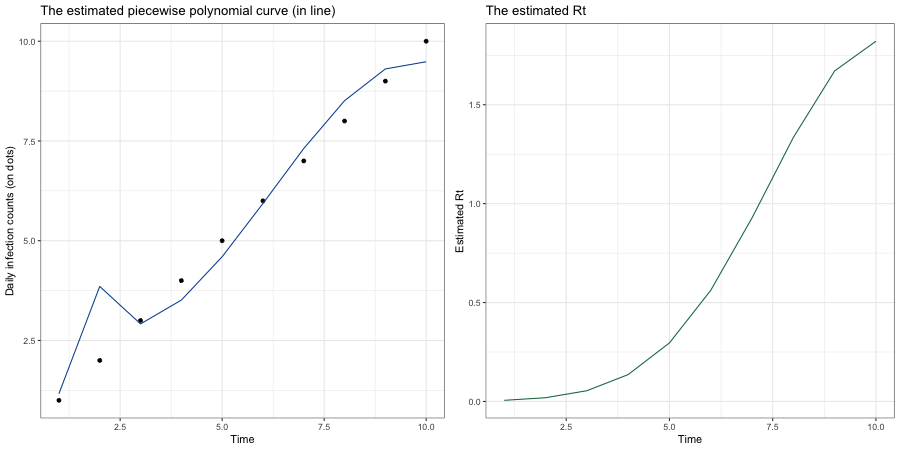 The estimated piecewise polynomial curve (in line)
Daily infection counts (on dots)
10.0
7.5
5.0
2.5
2.5 5.0 7.5 10.0
Time
The estimated Rt
Estimated Rt
1.5
1.0
0.5
0.0
2.5 5.0 7.5 10.0
Time